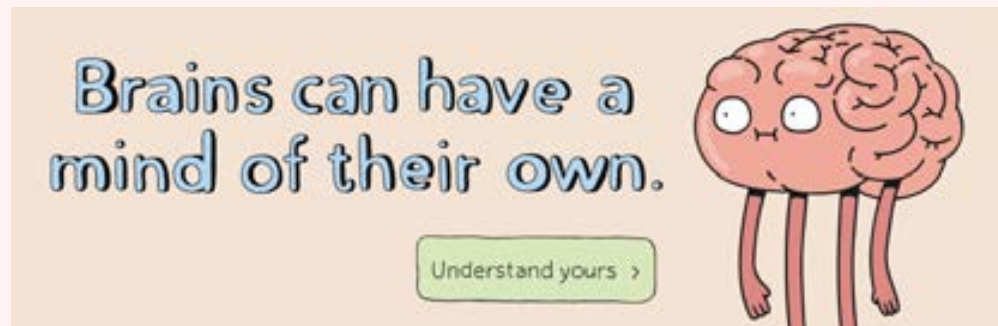 Brains can have a
mind of their own.
Understand yours >